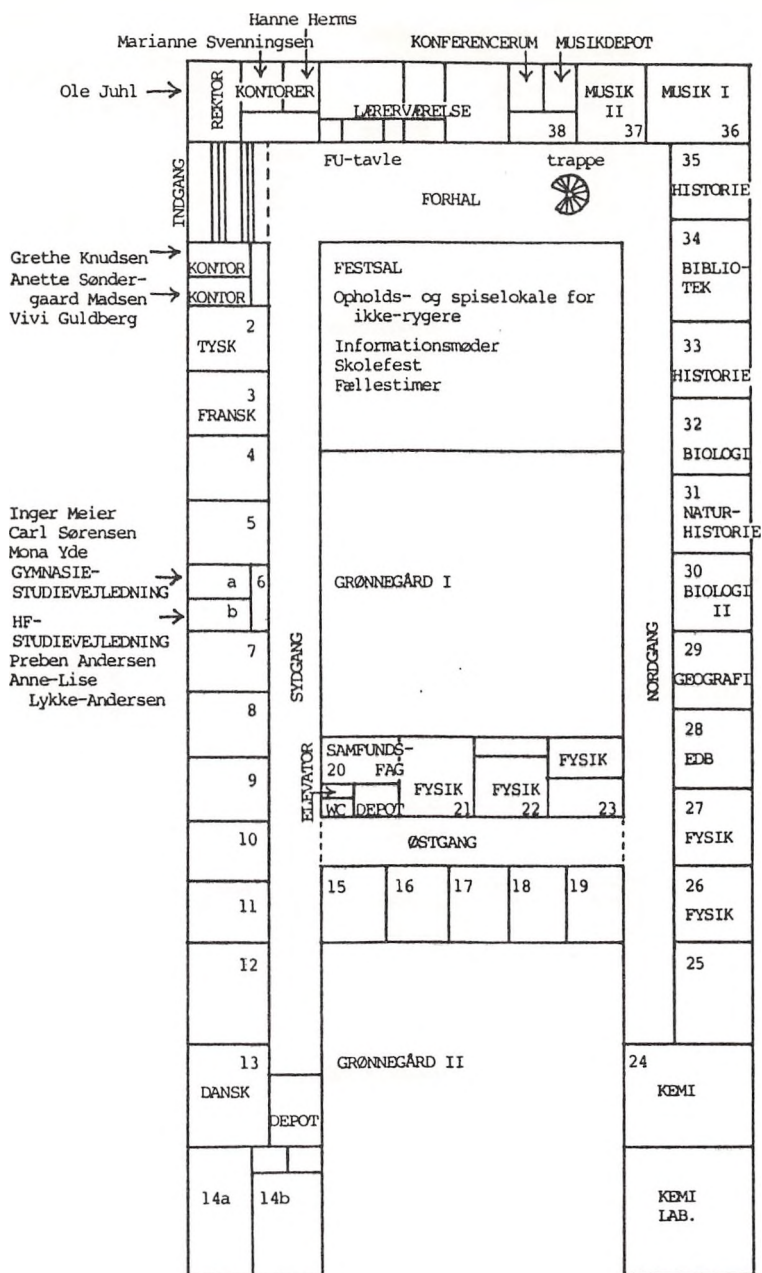 Hanne Herms
Marianne Svenningsen
KONFERENCERUM
MUSIKDEPOT
Ole Juhl
REKTOR
KONTORER
LÆRERVÆRELSE
38
MUSIK
II
37
MUSIK I
36
INDGANG
FU-tavle
trappe
FORHAL
35
HISTORIE
Grethe Knudsen
Anette Sønder-
gaard Madsen
Vivi Guldberg
KONTOR
KONTOR
2
TYSK
3
FRANSK
4
5
FESTSAL
Opholds- og spiselokale for
ikke-rygere
Informationsmøder
Skolefest
Fællestimer
34
BIBLIO-
TEK
33
HISTORIE
32
BIOLOGI
31
NATUR-
HISTORIE
Inger Meier
Carl Sørensen
Mona Yde
GYMNASIE-
STUDIEVEJLEDNING
HF-
STUDIEVEJLEDNING
Preben Andersen
Anne-Lise
Lykke-Andersen
a
6
b
7
8
9
10
11
12
13
DANSK
DEPOT
14a
14b
SYDGANG
GRØNNEGÅRD I
NORDGANG
30
BIOLOGI
II
29
GEOGRAFI
28
EDB
27
FYSIK
26
FYSIK
25
ELEVATOR
SAMFUNDS-
20 FAG
WC
DEPOT
FYSIK
21
FYSIK
22
FYSIK
23
ØSTGANG
15
16
17
18
19
GRØNNEGÅRD II
24
KEMI
KEMI
LAB.